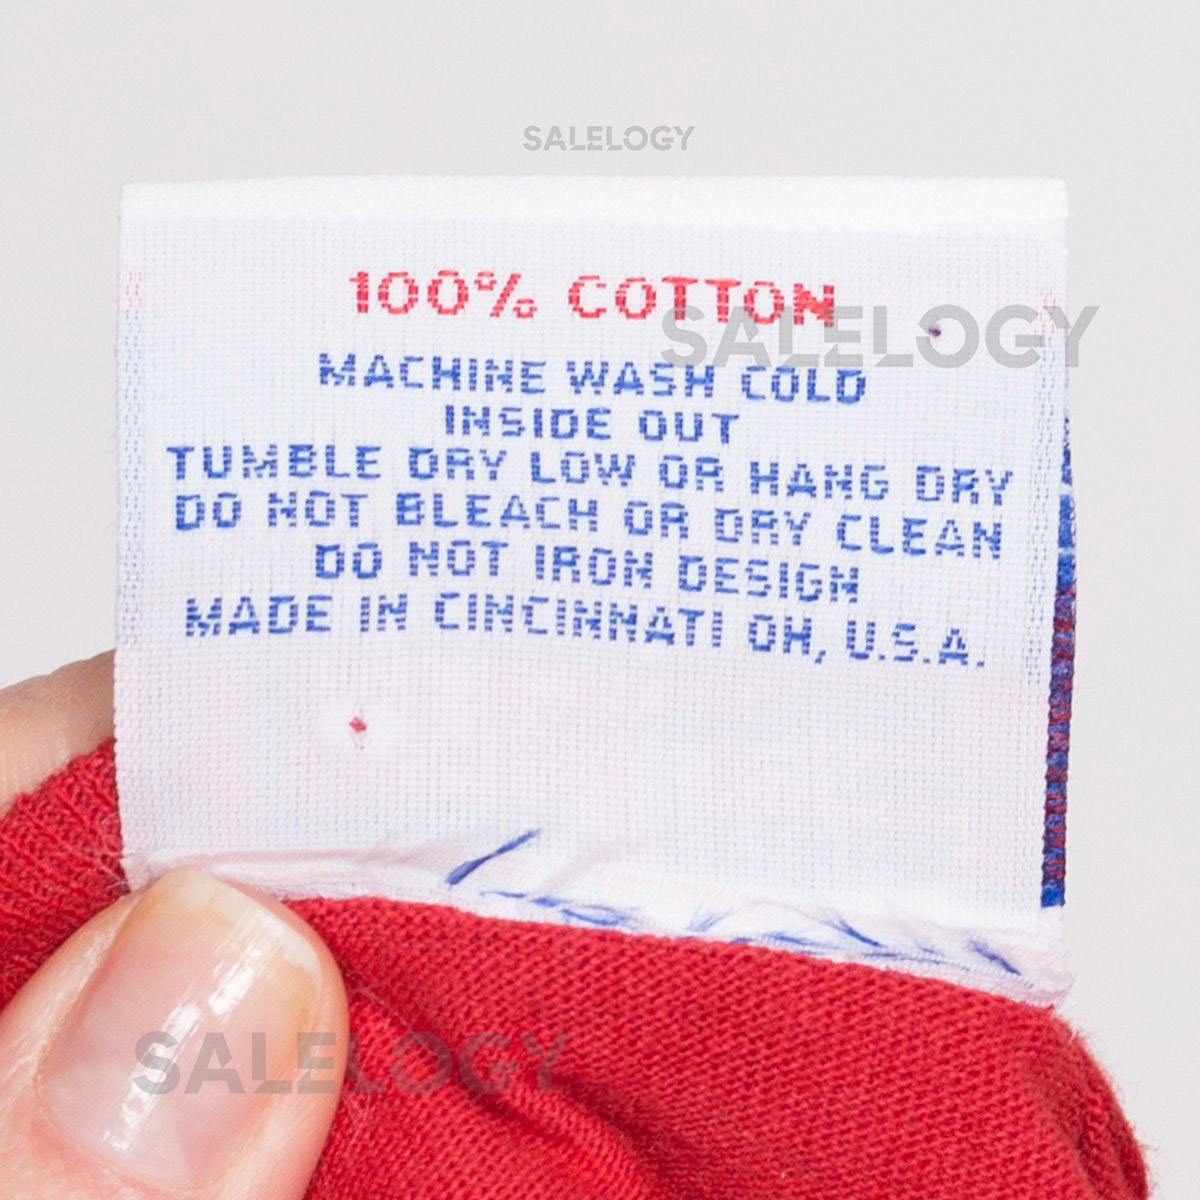 SALELOGY
100% COTTON
SALELOGY
MACHINE WASH COLD
INSIDE OUT
TUMBLE DRY LOW OR HANG DRY
DO NOT BLEACH OR DRY CLEAN
DO NOT IRON DESIGN
MADE IN CINCINNATI OH, U.S.A.
SALELOGY